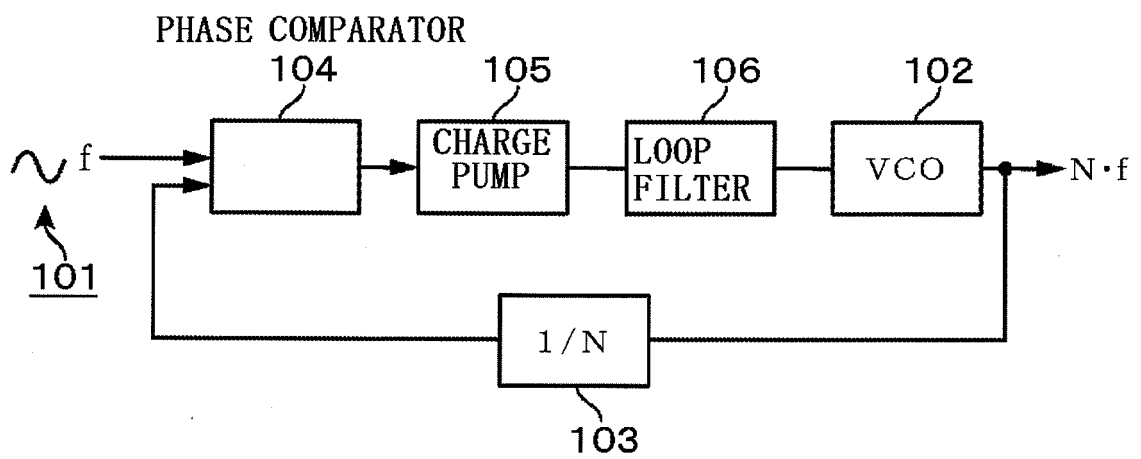 PHASE COMPARATOR
104
105
106
102
f
CHARGE
PUMP
LOOP
FILTER
VCO
N·f
101
1/N
103